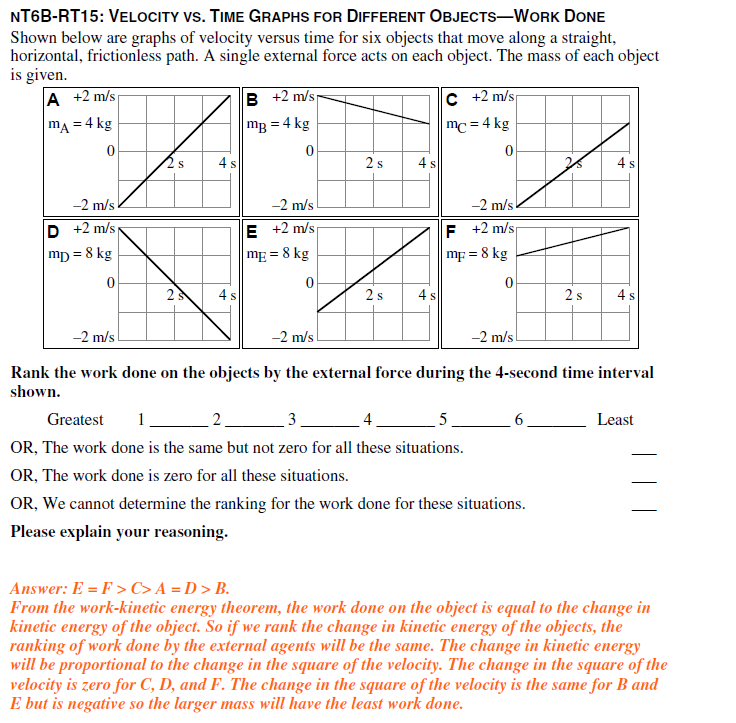 NT6B-RT15: VELOCITY VS. TIME GRAPHS FOR DIFFERENT OBJECTS—WORK DONE
Shown below are graphs of velocity versus time for six objects that move along a straight,
horizontal, frictionless path. A single external force acts on each object. The mass of each object
is given.
A +2 m/s
mA = 4 kg
0
2 s 4 s
–2 m/s
B +2 m/s
mB = 4 kg
0
2 s 4 s
–2 m/s
C +2 m/s
mC = 4 kg
0
2 s 4 s
–2 m/s
D +2 m/s
mD = 8 kg
0
2 s 4 s
–2 m/s
E +2 m/s
mE = 8 kg
0
2 s 4 s
–2 m/s
F +2 m/s
mF = 8 kg
0
2 s 4 s
–2 m/s
Rank the work done on the objects by the external force during the 4-second time interval
shown.
Greatest 1 _______ 2 _______ 3 _______ 4 _______ 5 _______ 6 _______ Least
OR, The work done is the same but not zero for all these situations. ___
OR, The work done is zero for all these situations. ___
OR, We cannot determine the ranking for the work done for these situations. ___
Please explain your reasoning.
Answer: E = F > C> A = D > B.
From the work-kinetic energy theorem, the work done on the object is equal to the change in
kinetic energy of the object. So if we rank the change in kinetic energy of the objects, the
ranking of work done by the external agents will be the same. The change in kinetic energy
will be proportional to the change in the square of the velocity. The change in the square of the
velocity is zero for C, D, and F. The change in the square of the velocity is the same for B and
E but is negative so the larger mass will have the least work done.